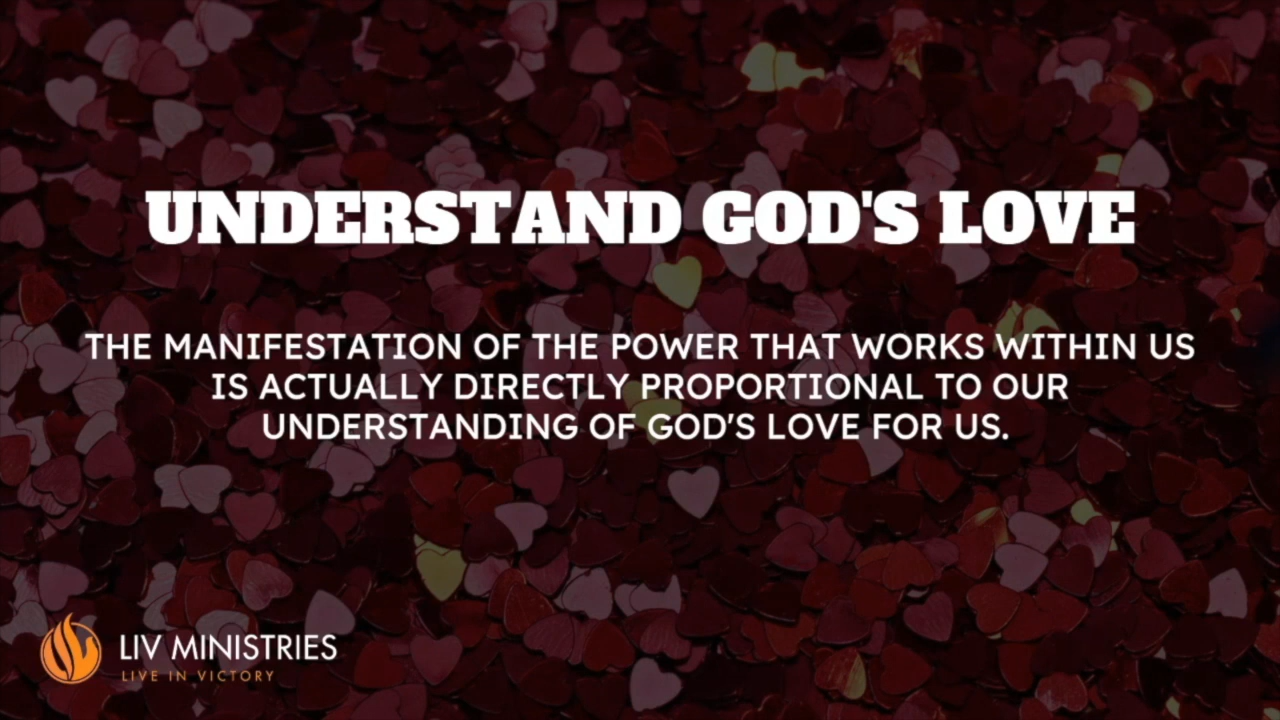 UNDERSTAND GOD'S LOVE
THE MANIFESTATION OF THE POWER THAT WORKS WITHIN US
IS ACTUALLY DIRECTLY PROPORTIONAL TO OUR
UNDERSTANDING OF GOD'S LOVE FOR US.
LIV MINISTRIES
LIVE IN VICTORY